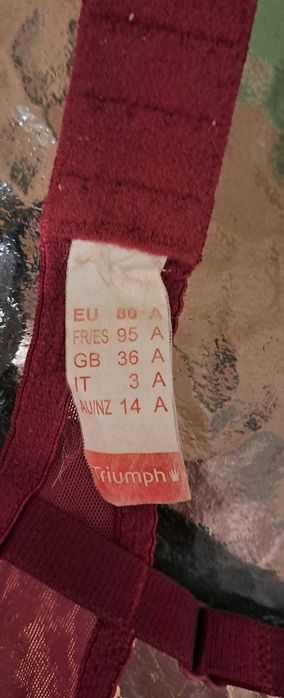 EU 80 A
FR/ES 95 A
GB 36 A
IT 3 A
AU/NZ 14 A
Triumph